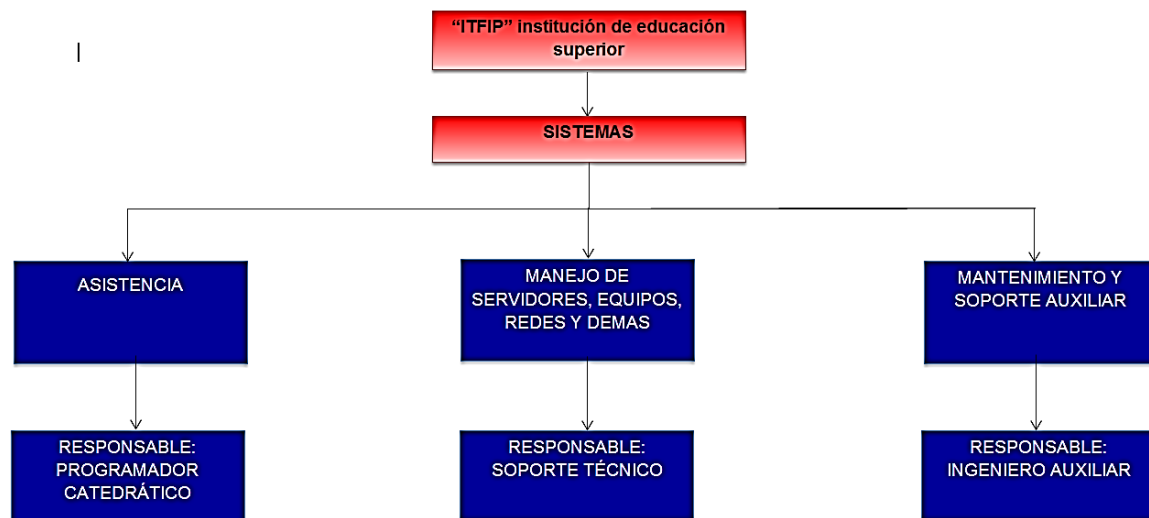 “ITFIP” institución de educación
superior
SISTEMAS
ASISTENCIA
MANEJO DE
SERVIDORES, EQUIPOS,
REDES Y DEMAS
MANTENIMIENTO Y
SOPORTE AUXILIAR
RESPONSABLE:
PROGRAMADOR
CATEDRÁTICO
RESPONSABLE:
SOPORTE TÉCNICO
RESPONSABLE:
INGENIERO AUXILIAR